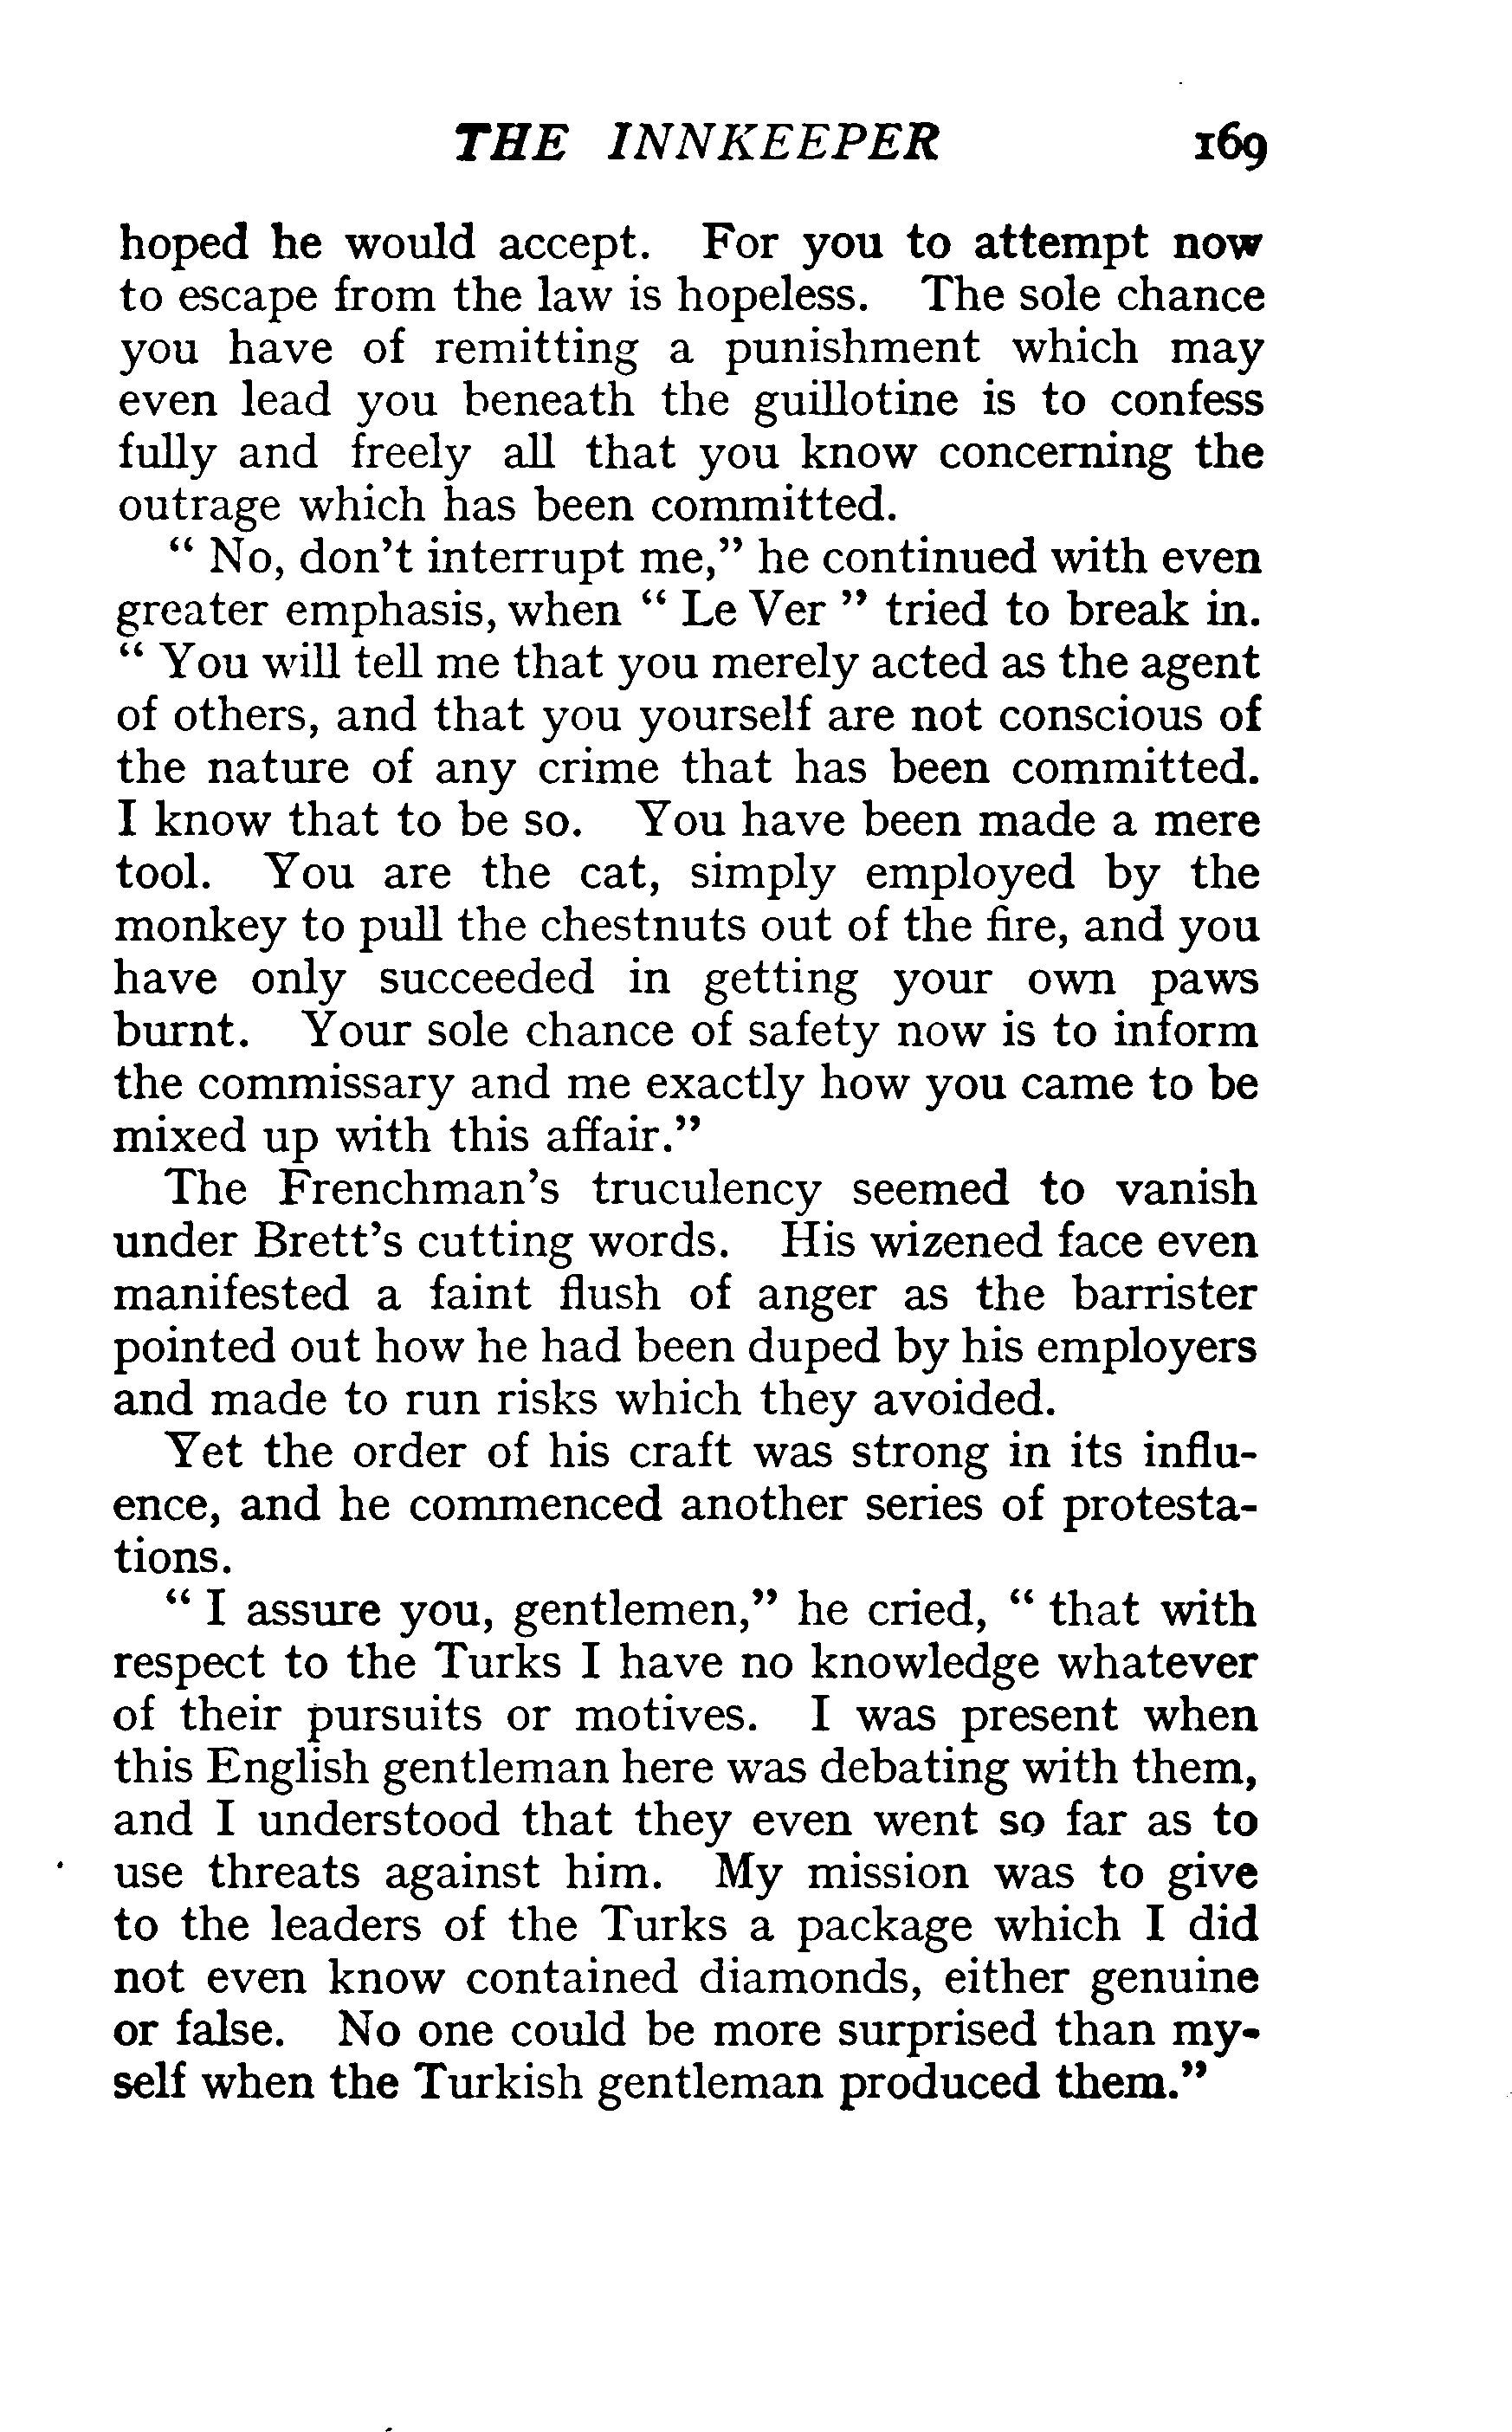 THE INNKEEPER 169
hoped he would accept. For you to attempt now
to escape from the law is hopeless. The sole chance
you have of remitting a punishment which may
even lead you beneath the guillotine is to confess
fully and freely all that you know concerning the
outrage which has been committed.
“ No, don’t interrupt me,” he continued with even
greater emphasis, when “ Le Ver ” tried to break in.
“ You will tell me that you merely acted as the agent
of others, and that you yourself are not conscious of
the nature of any crime that has been committed.
I know that to be so. You have been made a mere
tool. You are the cat, simply employed by the
monkey to pull the chestnuts out of the fire, and you
have only succeeded in getting your own paws
burnt. Your sole chance of safety now is to inform
the commissary and me exactly how you came to be
mixed up with this affair.”
The Frenchman’s truculency seemed to vanish
under Brett’s cutting words. His wizened face even
manifested a faint flush of anger as the barrister
pointed out how he had been duped by his employers
and made to run risks which they avoided.
Yet the order of his craft was strong in its influ-
ence, and he commenced another series of protesta-
tions.
“ I assure you, gentlemen,” he cried, “ that with
respect to the Turks I have no knowledge whatever
of their pursuits or motives. I was present when
this English gentleman here was debating with them,
and I understood that they even went so far as to
use threats against him. My mission was to give
to the leaders of the Turks a package which I did
not even know contained diamonds, either genuine
or false. No one could be more surprised than my-
self when the Turkish gentleman produced them.”